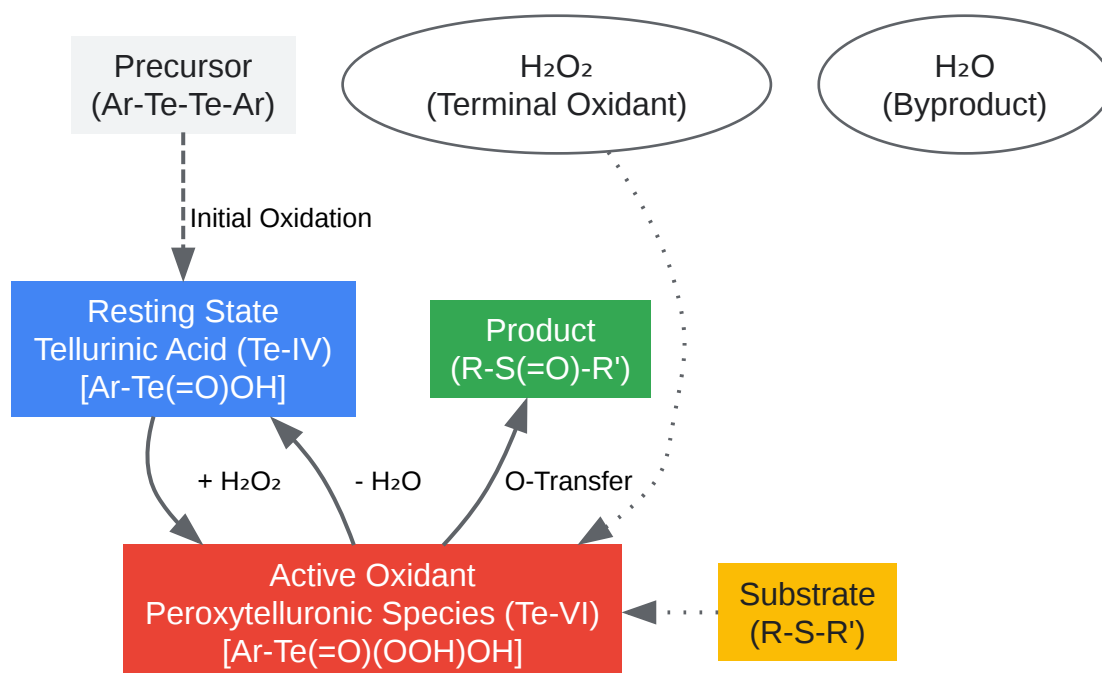 Precursor
(Ar-Te-Te-Ar)
H₂O₂
(Terminal Oxidant)
H₂O
(Byproduct)
Initial Oxidation
Resting State
Tellurinic Acid (Te-IV)
[Ar-Te(=O)OH]
Product
(R-S(=O)-R')
+ H₂O₂
- H₂O
O-Transfer
Active Oxidant
Peroxytelluronic Species (Te-VI)
[Ar-Te(=O)(OOH)OH]
Substrate
(R-S-R')